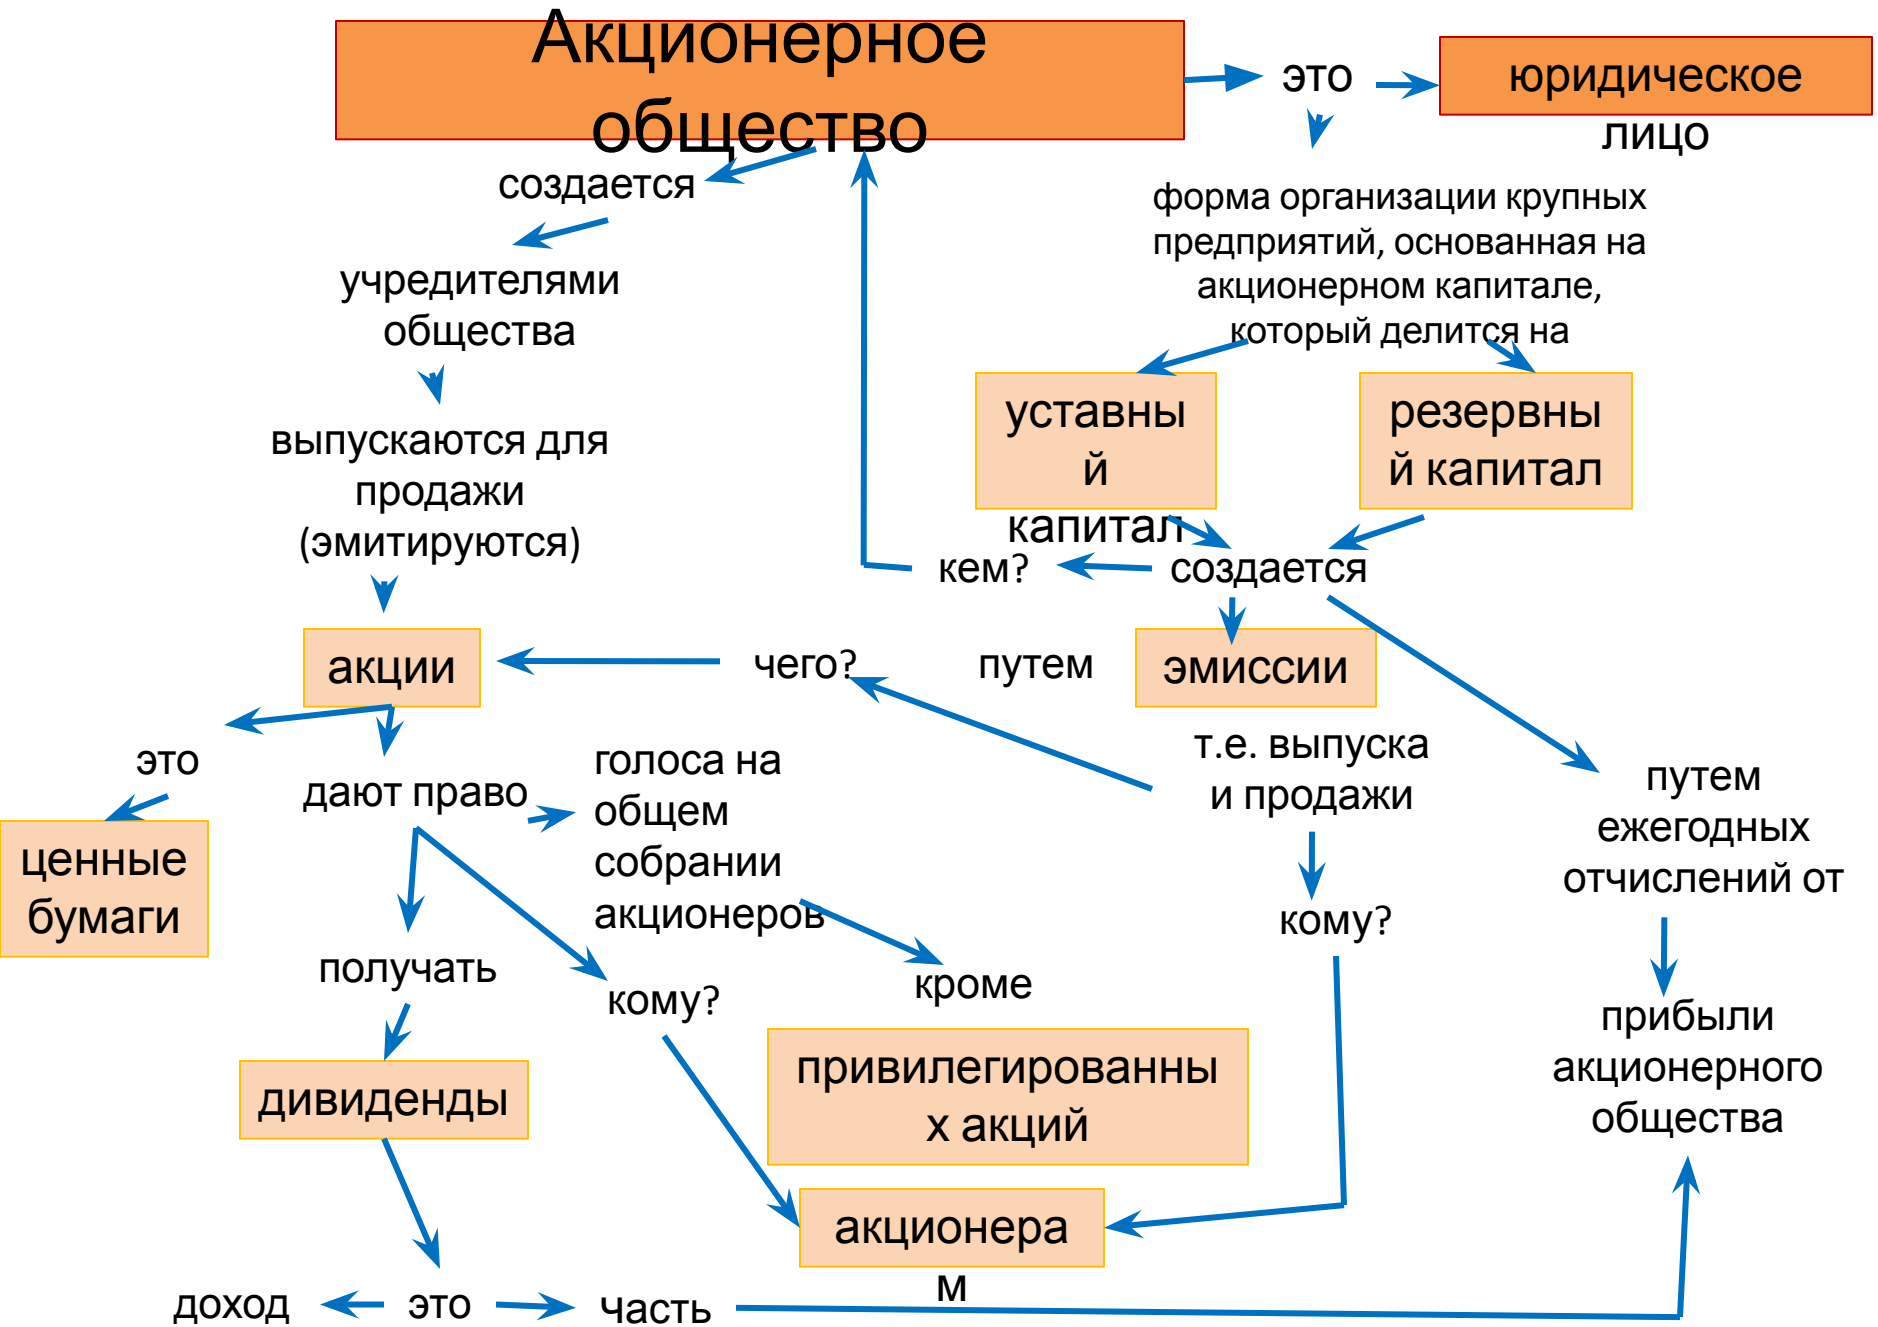 Акционерное
общество
это
юридическое
лицо
создается
форма организации крупных
предприятий, основанная на
акционерном капитале,
который делится на
учредителями
общества
уставны
й
капитал
резервны
й капитал
выпускаются для
продажи
(эмитируются)
кем?
создается
акции
чего?
путем
эмиссии
т.е. выпуска
и продажи
это
дают право
голоса на
общем
собрании
акционеров
путем
ежегодных
отчислений от
ценные
бумаги
кому?
получать
кому?
кроме
прибыли
акционерного
общества
дивиденды
привилегированны
х акций
акционера
м
доход
это
часть